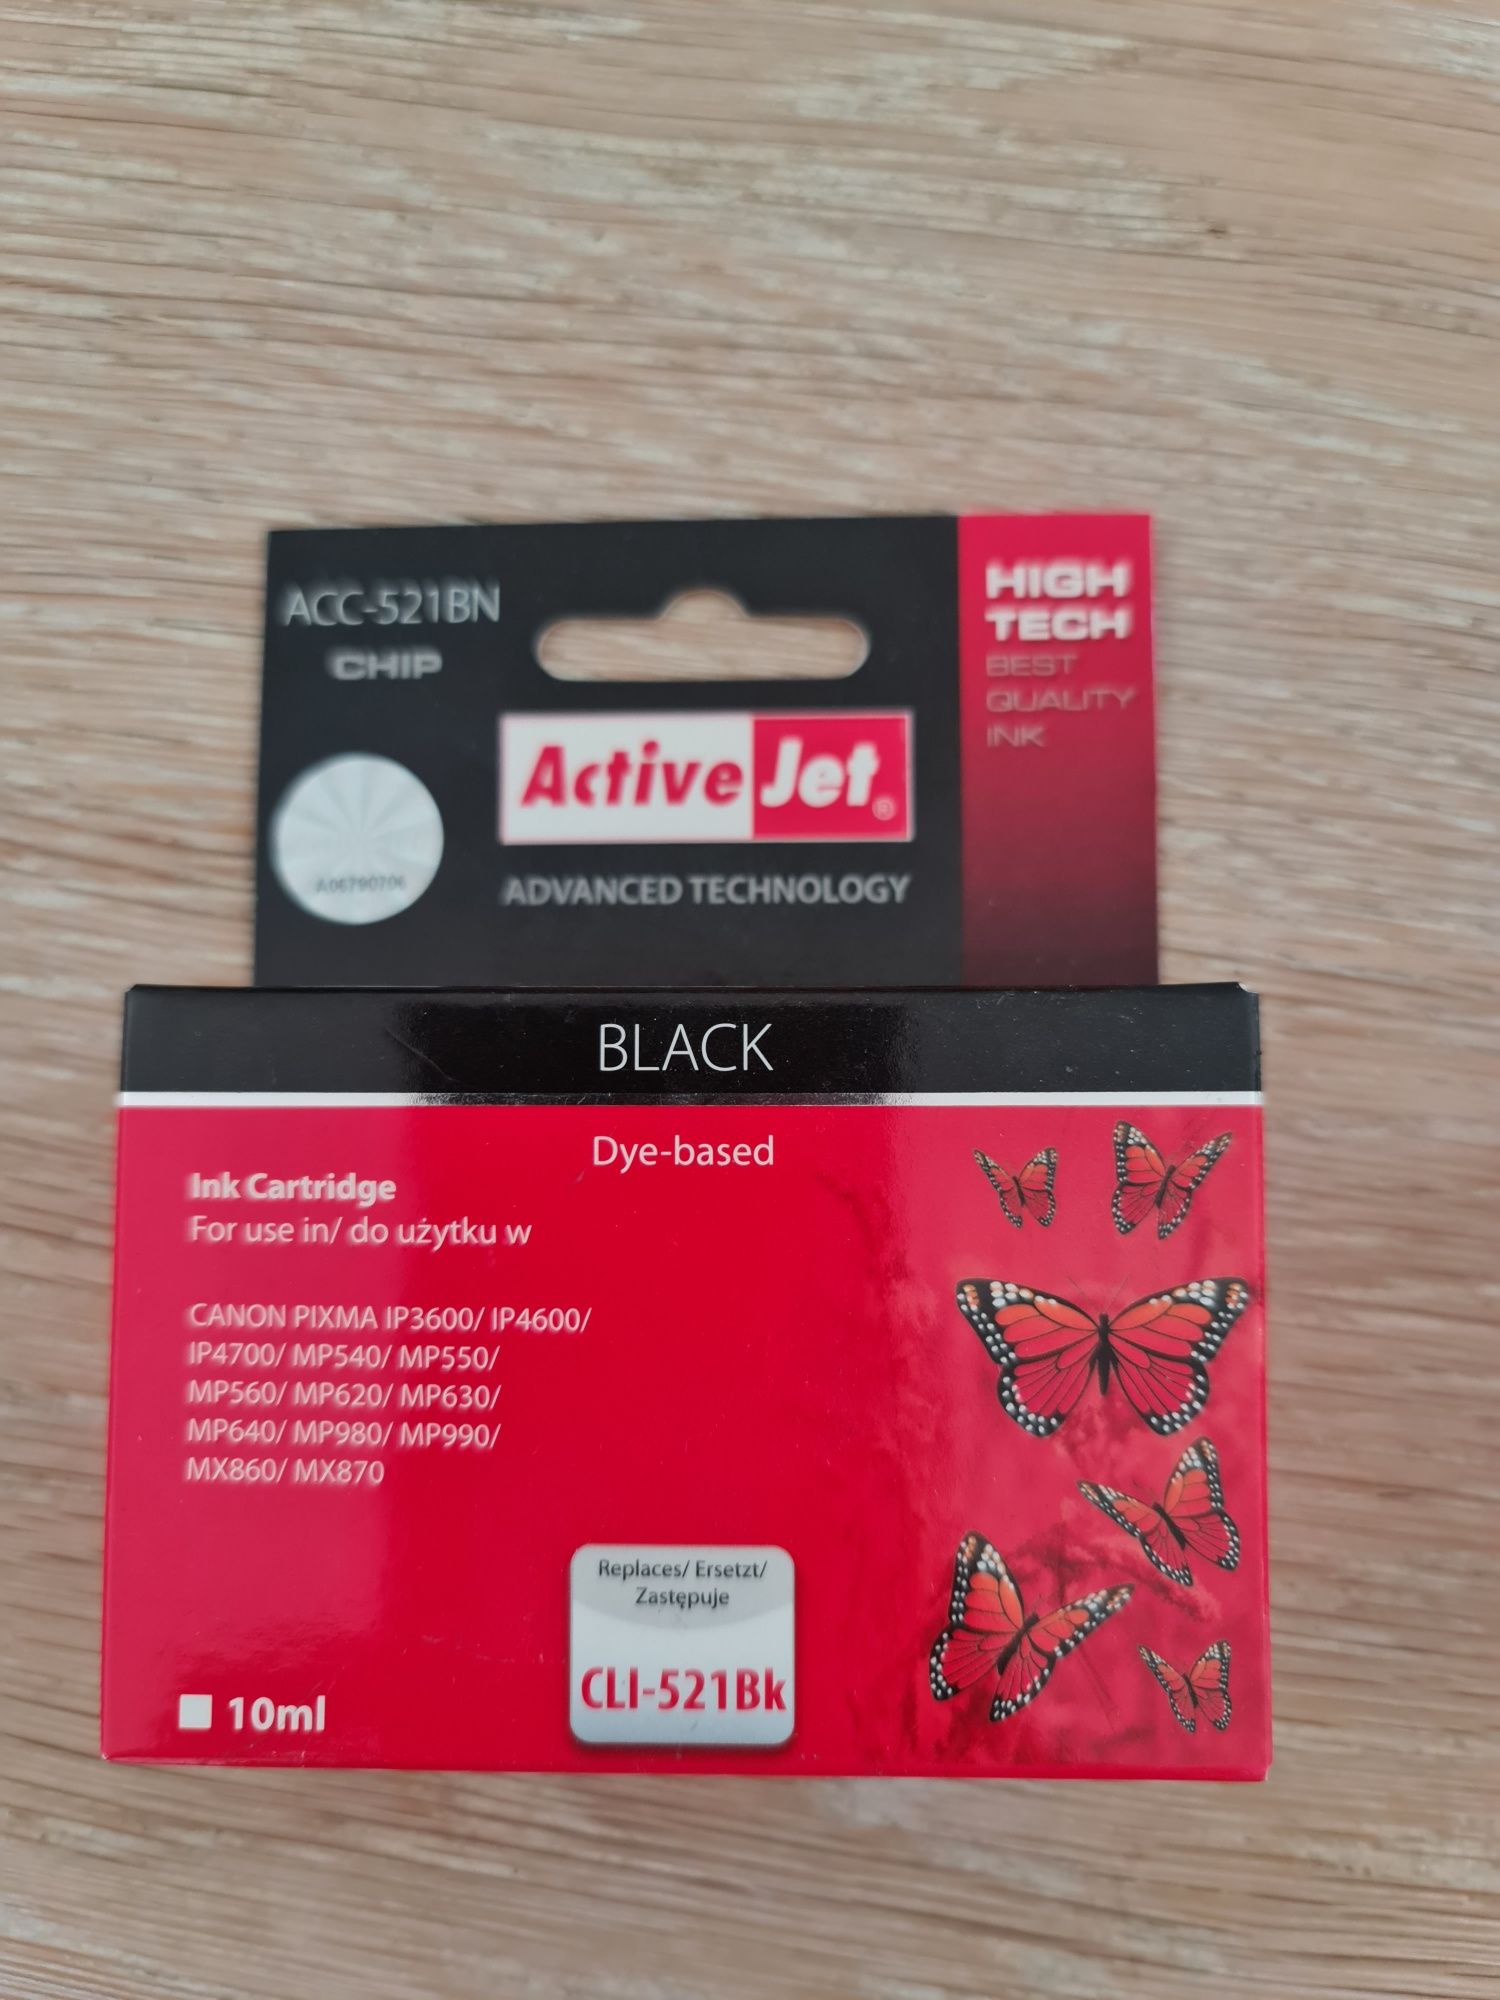 ACC-521BN
CHIP
HIGH
TECH
BEST
QUALITY
INK
ActiveJet®
A06790706
ADVANCED TECHNOLOGY
BLACK
Dye-based
Ink Cartridge
For use in/ do użytku w
CANON PIXMA IP3600/ IP4600/
IP4700/ MP540/ MP550/
MP560/ MP620/ MP630/
MP640/ MP980/ MP990/
MX860/ MX870
Replaces/ Ersetzt/
Zastępuje
CLI-521Bk
10ml